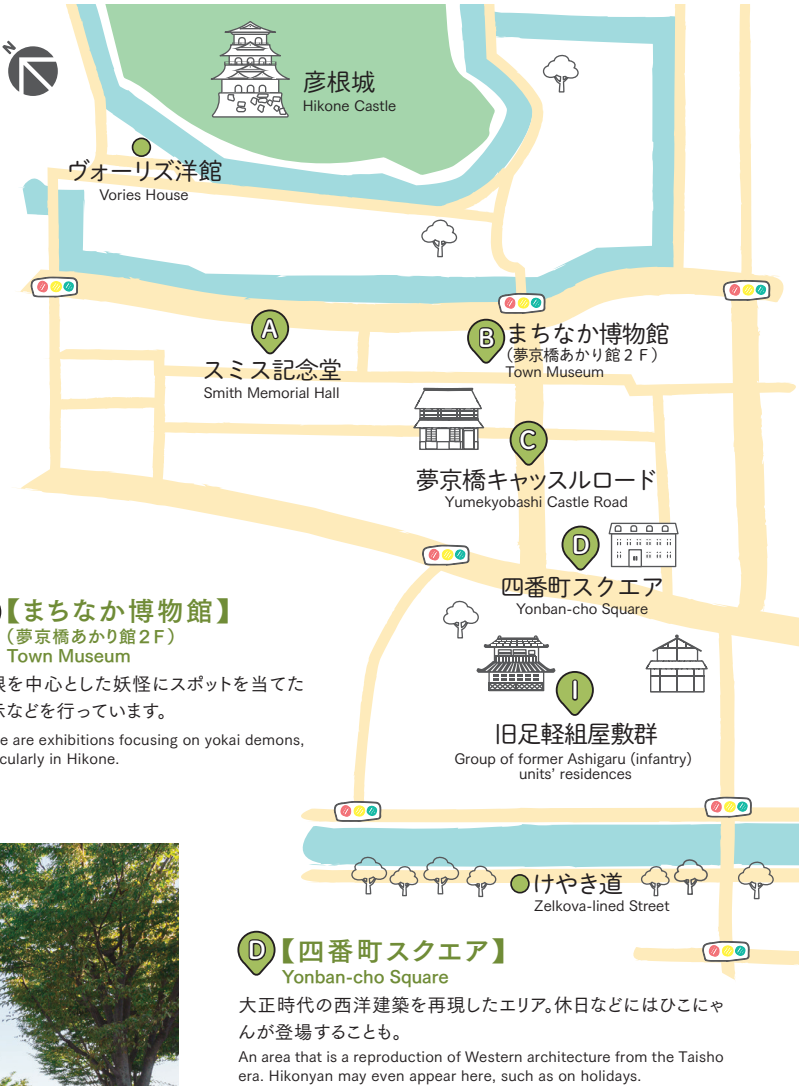 N
彦根城
Hikone Castle
ヴォーリズ洋館
Vories House
A
スミス記念堂
Smith Memorial Hall
B
まちなか博物館
(夢京橋あかり館2F)
Town Museum
C
夢京橋キャッスルロード
Yumekyobashi Castle Road
D
四番町スクエア
Yonban-cho Square
I
旧足軽組屋敷群
Group of former Ashigaru (infantry)
units' residences
けやき道
Zelkova-lined Street
【まちなか博物館】
(夢京橋あかり館2F)
Town Museum
を中心とした妖怪にスポットを当てた
などを行っています。
are exhibitions focusing on yokai demons,
in Hikone.
D【四番町スクエア】
Yonban-cho Square
大正時代の西洋建築を再現したエリア。休日などにはひこにゃ
んが登場することも。
An area that is a reproduction of Western architecture from the Taisho
era. Hikonyan may even appear here, such as on holidays.